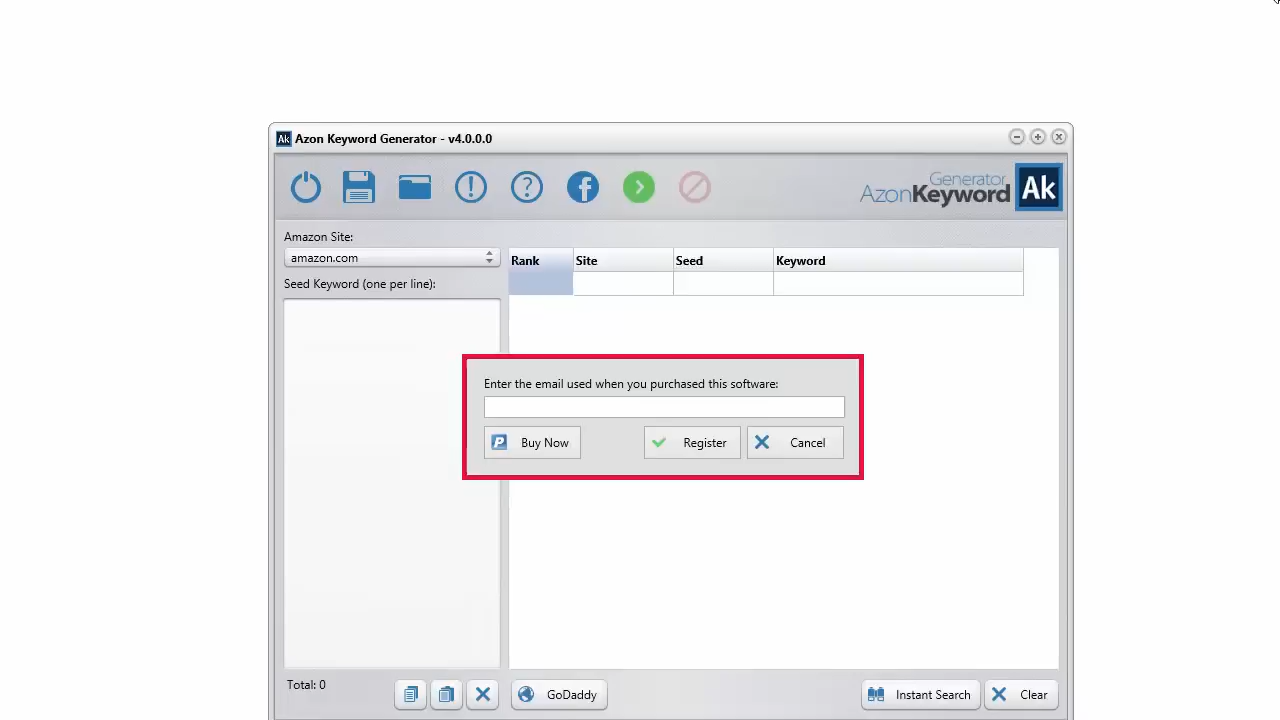 Ak Azon Keyword Generator - v4.0.0.0
Generator
AzonKeyword Ak
Amazon Site:
amazon.com
Seed Keyword (one per line):
Rank Site Seed Keyword
Enter the email used when you purchased this software:
Buy Now Register Cancel
Total: 0
GoDaddy Instant Search Clear